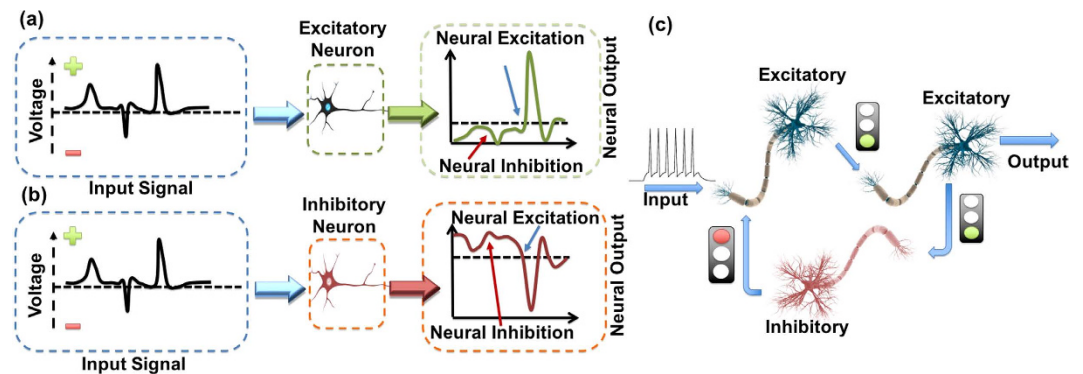 (a)
Voltage
Input Signal
Excitatory
Neuron
Neural Excitation
Neural Inhibition
Neural Output
(b)
Voltage
Input Signal
Inhibitory
Neuron
Neural Excitation
Neural Inhibition
Neural Output
(c)
Excitatory
Excitatory
Input
Output
Inhibitory